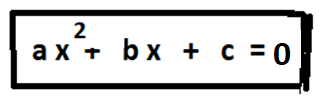 ax² + bx + c = 0